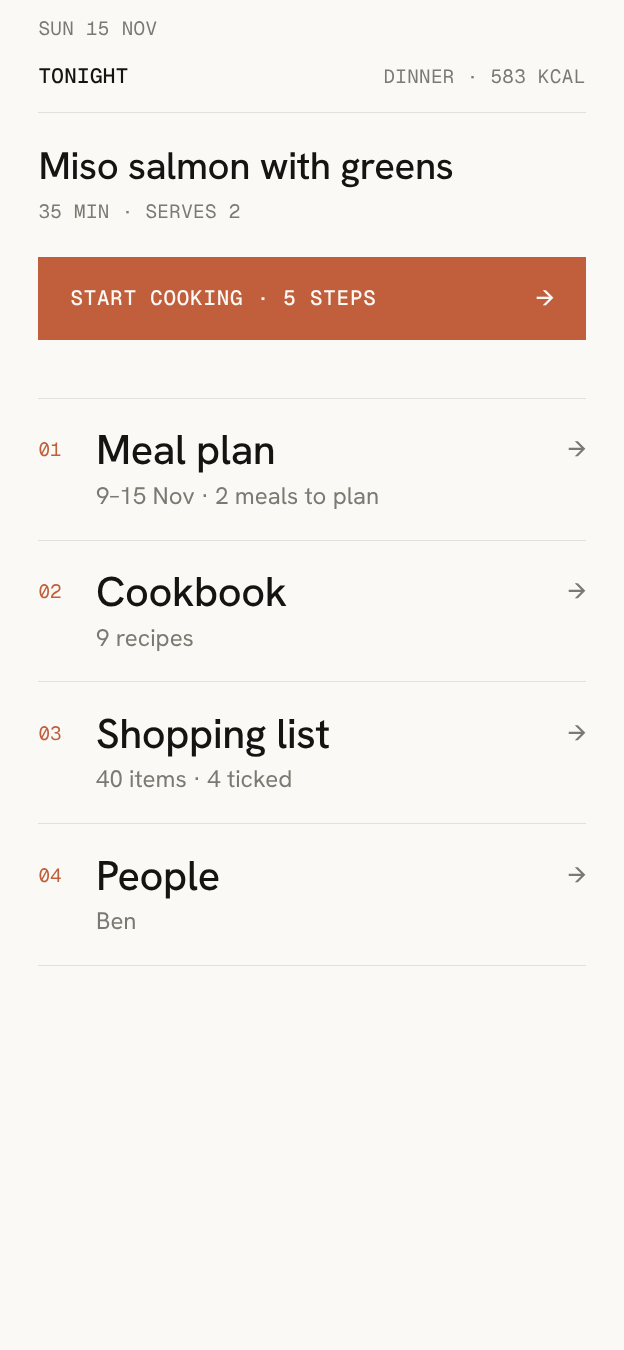 SUN 15 NOV
TONIGHT
DINNER · 583 KCAL
Miso salmon with greens
35 MIN · SERVES 2
START COOKING · 5 STEPS →
01 Meal plan →
9–15 Nov · 2 meals to plan
02 Cookbook →
9 recipes
03 Shopping list →
40 items · 4 ticked
04 People →
Ben